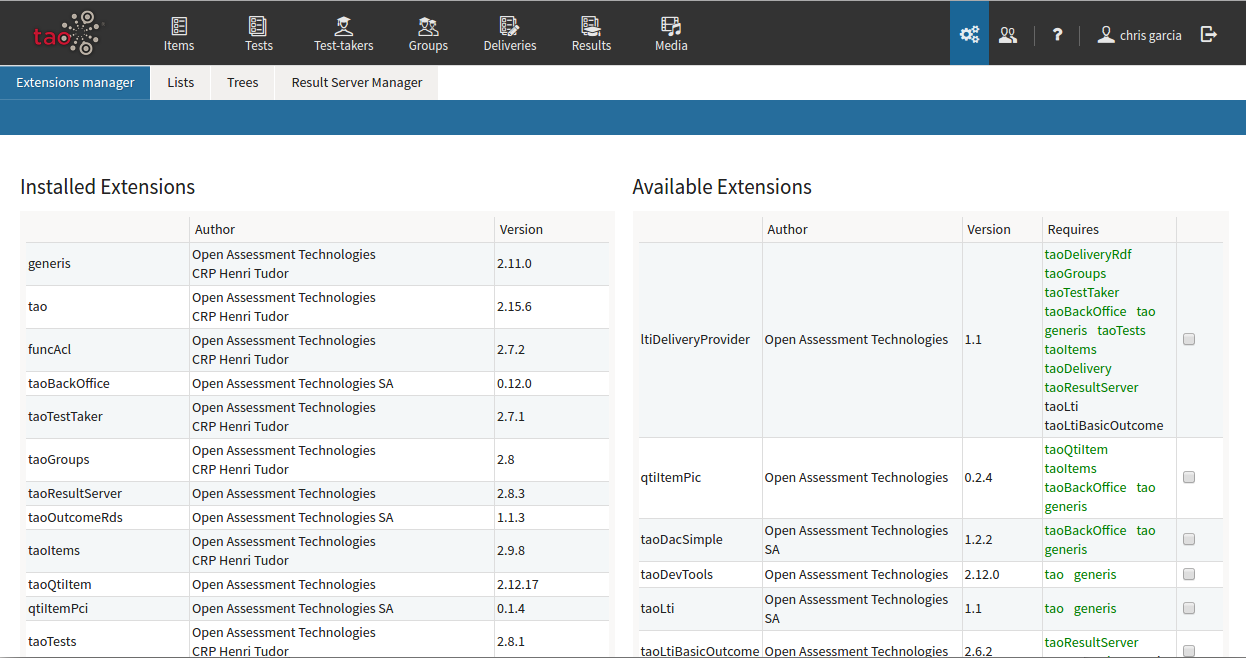 tao
Items
Tests
Test-takers
Groups
Deliveries
Results
Media
?
chris garcia
Extensions manager
Lists
Trees
Result Server Manager
Installed Extensions
Author Version
generis Open Assessment Technologies 2.11.0
CRP Henri Tudor
tao Open Assessment Technologies 2.15.6
CRP Henri Tudor
funcAcl Open Assessment Technologies 2.7.2
CRP Henri Tudor
taoBackOffice Open Assessment Technologies SA 0.12.0
taoTestTaker Open Assessment Technologies 2.7.1
CRP Henri Tudor
taoGroups Open Assessment Technologies 2.8
CRP Henri Tudor
taoResultServer Open Assessment Technologies 2.8.3
taoOutcomeRds Open Assessment Technologies SA 1.1.3
taoItems Open Assessment Technologies 2.9.8
CRP Henri Tudor
taoQtiItem Open Assessment Technologies 2.12.17
qtiItemPci Open Assessment Technologies SA 0.1.4
taoTests Open Assessment Technologies 2.8.1
CRP Henri Tudor
Available Extensions
Author Version Requires
ltiDeliveryProvider Open Assessment Technologies 1.1
taoDeliveryRdf
taoGroups
taoTestTaker
taoBackOffice tao
generis taoTests
taoItems
taoDelivery
taoResultServer
taoLti
taoLtiBasicOutcome
qtiItemPic Open Assessment Technologies 0.2.4
taoQtiItem
taoItems
taoBackOffice tao
generis
taoDacSimple Open Assessment Technologies SA 1.2.2
taoBackOffice tao
generis
taoDevTools Open Assessment Technologies 2.12.0 tao generis
taoLti Open Assessment Technologies SA 1.1 tao generis
taoLtiBasicOutcome Open Assessment Technologies 2.6.2
taoResultServer